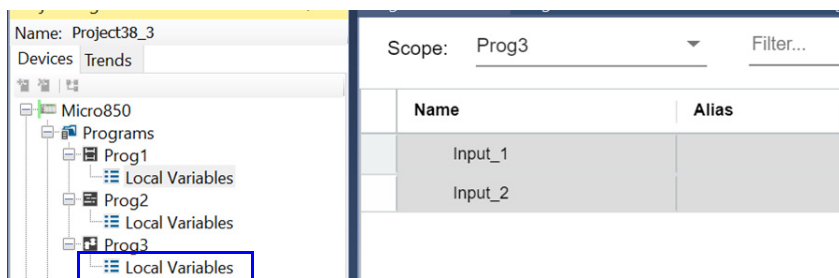 Name: Project38_3
Devices Trends
Micro850
Programs
Prog1
Local Variables
Prog2
Local Variables
Prog3
Local Variables
Scope: Prog3 Filter...
Name Alias
Input_1
Input_2